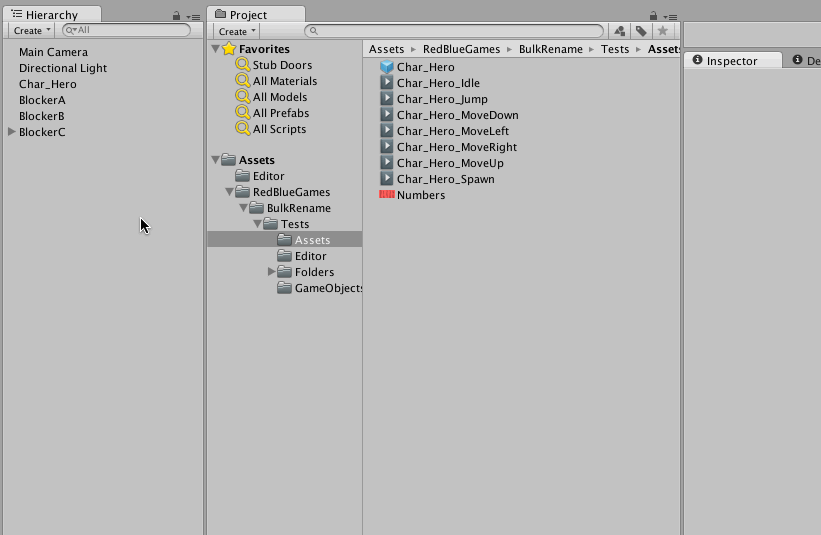 Hierarchy
Create
All
Main Camera
Directional Light
Char_Hero
BlockerA
BlockerB
BlockerC
Project
Create
Favorites
Stub Doors
All Materials
All Models
All Prefabs
All Scripts
Assets
Editor
RedBlueGames
BulkRename
Tests
Assets
Editor
Folders
GameObjects
Assets ▸ RedBlueGames ▸ BulkRename ▸ Tests ▸ Assets
Char_Hero
Char_Hero_Idle
Char_Hero_Jump
Char_Hero_MoveDown
Char_Hero_MoveLeft
Char_Hero_MoveRight
Char_Hero_MoveUp
Char_Hero_Spawn
Numbers
Inspector
De